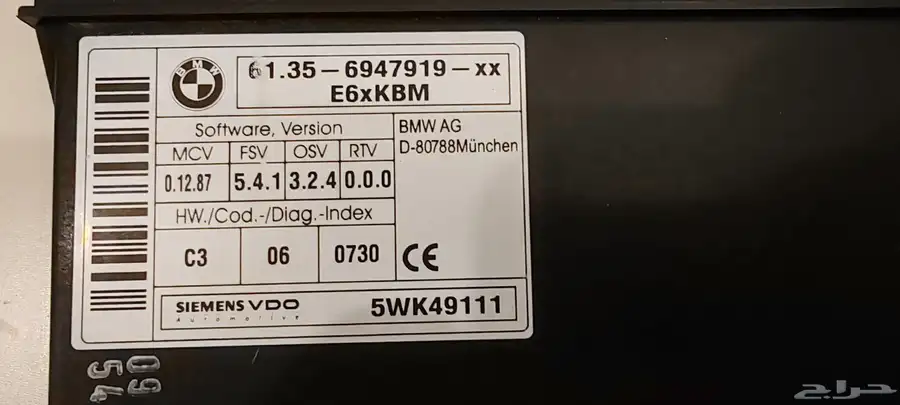 BMW
61.35-6947919-xx
E6xKBM
Software, Version
MCV FSV OSV RTV
0.12.87 5.4.1 3.2.4 0.0.0
HW./Cod.-/Diag.-Index
C3 06 0730
BMW AG
D-80788München
CE
SIEMENS VDO
Automotive
5WK49111
09
54
حراج